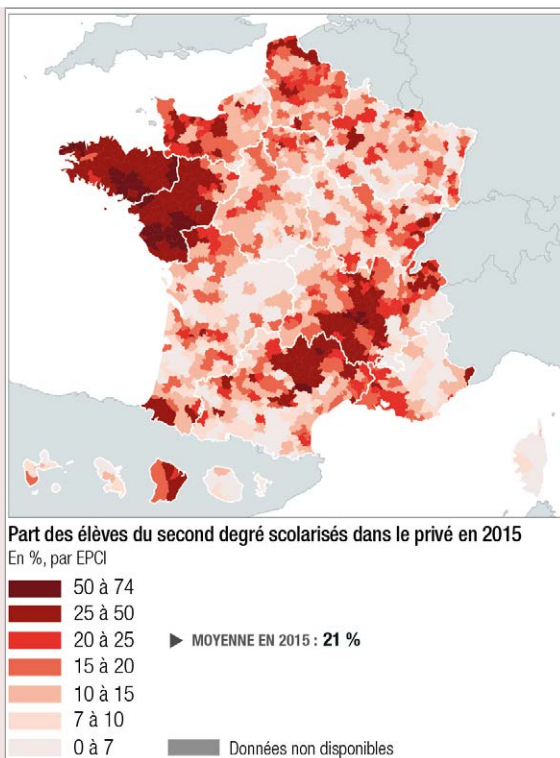 Part des élèves du second degré scolarisés dans le privé en 2015
En %, par EPCI
50 à 74
25 à 50
20 à 25
▶ MOYENNE EN 2015 : 21 %
15 à 20
10 à 15
7 à 10
0 à 7
Données non disponibles